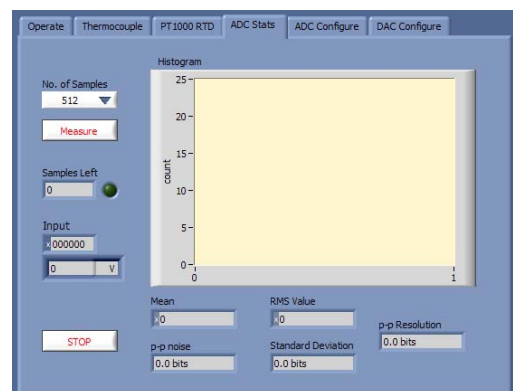 Operate Thermocouple PT1000 RTD ADC Stats ADC Configure DAC Configure
Histogram
No. of Samples
512
Measure
Samples Left
0
Input
x000000
0 V
STOP
count
25
20
15
10
5
0
0 1
Mean
x0
RMS Value
x0
p-p Resolution
0.0 bits
p-p noise
0.0 bits
Standard Deviation
0.0 bits